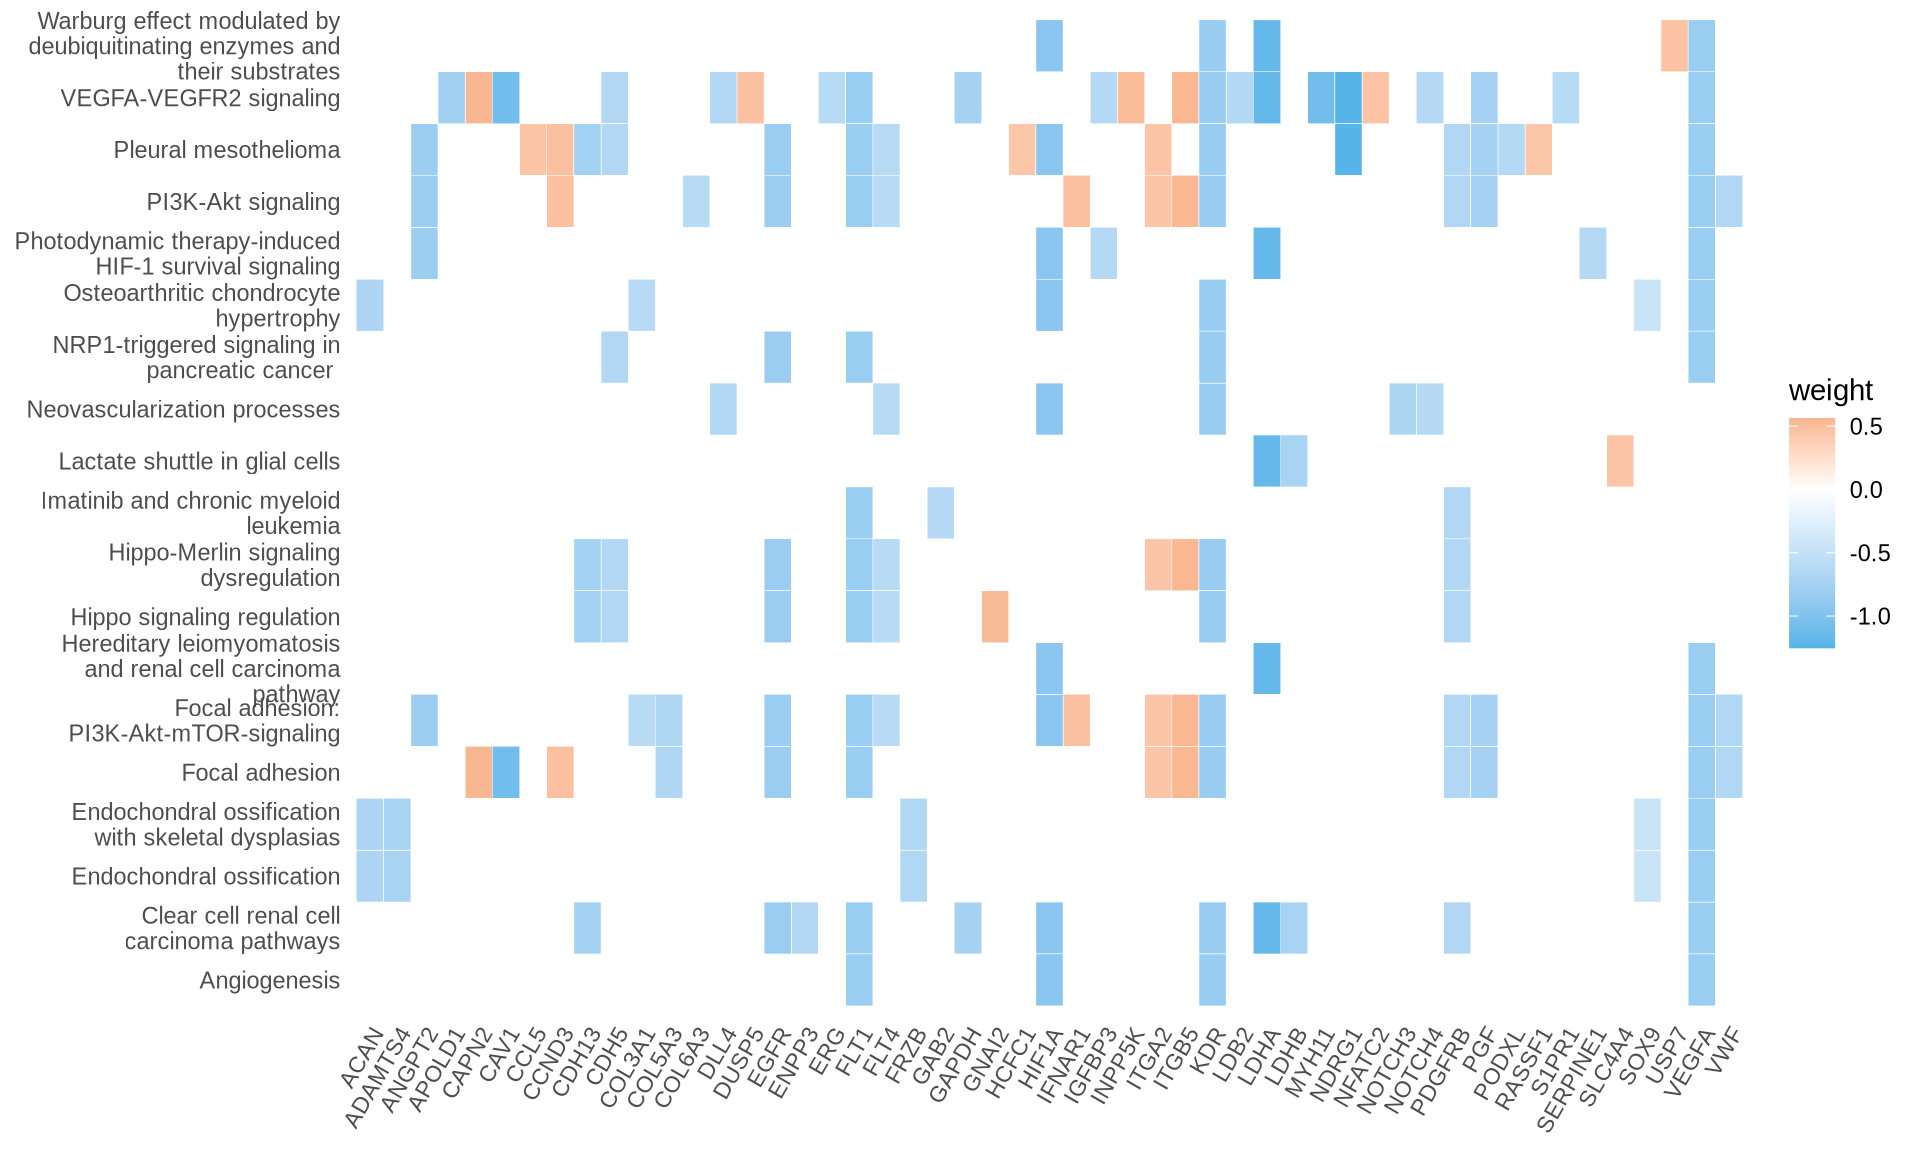 Warburg effect modulated by
deubiquitinating enzymes and
their substrates
VEGFA-VEGFR2 signaling
Pleural mesothelioma
PI3K-Akt signaling
Photodynamic therapy-induced
HIF-1 survival signaling
Osteoarthritic chondrocyte
hypertrophy
NRP1-triggered signaling in
pancreatic cancer
Neovascularization processes
Lactate shuttle in glial cells
Imatinib and chronic myeloid
leukemia
Hippo-Merlin signaling
dysregulation
Hippo signaling regulation
Hereditary leiomyomatosis
and renal cell carcinoma
pathway
Focal adhesion:
PI3K-Akt-mTOR-signaling
Focal adhesion
Endochondral ossification
with skeletal dysplasias
Endochondral ossification
Clear cell renal cell
carcinoma pathways
Angiogenesis
ACAN
ADAMTS4
ANGPT2
APOLD1
CAPN2
CAV1
CCL5
CCND3
CDH13
CDH5
COL3A1
COL5A3
COL6A3
DLL4
DUSP5
EGFR
ENPP3
ERG
FLT1
FLT4
FRZB
GAB2
GAPDH
GNAI2
HCFC1
HIF1A
IFNAR1
IGFBP3
INPP5K
ITGA2
ITGB5
KDR
LDB2
LDHA
LDHB
MYH11
NDRG1
NFATC2
NOTCH3
NOTCH4
PDGFRB
PGF
PODXL
RASSF1
S1PR1
SERPINE1
SLC4A4
SOX9
USP7
VEGFA
VWF
weight
0.5
0.0
-0.5
-1.0